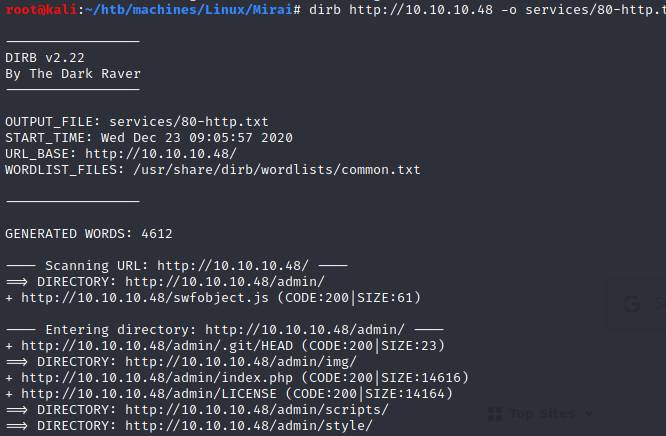 root@kali:~/htb/machines/Linux/Mirai# dirb http://10.10.10.48 -o services/80-http.t
-----------------
DIRB v2.22
By The Dark Raver
-----------------
OUTPUT_FILE: services/80-http.txt
START_TIME: Wed Dec 23 09:05:57 2020
URL_BASE: http://10.10.10.48/
WORDLIST_FILES: /usr/share/dirb/wordlists/common.txt
-----------------
GENERATED WORDS: 4612
---- Scanning URL: http://10.10.10.48/ ----
==> DIRECTORY: http://10.10.10.48/admin/
+ http://10.10.10.48/swfobject.js (CODE:200|SIZE:61)
---- Entering directory: http://10.10.10.48/admin/ ----
+ http://10.10.10.48/admin/.git/HEAD (CODE:200|SIZE:23)
==> DIRECTORY: http://10.10.10.48/admin/img/
+ http://10.10.10.48/admin/index.php (CODE:200|SIZE:14616)
+ http://10.10.10.48/admin/LICENSE (CODE:200|SIZE:14164)
==> DIRECTORY: http://10.10.10.48/admin/scripts/
Top Sites
==> DIRECTORY: http://10.10.10.48/admin/style/